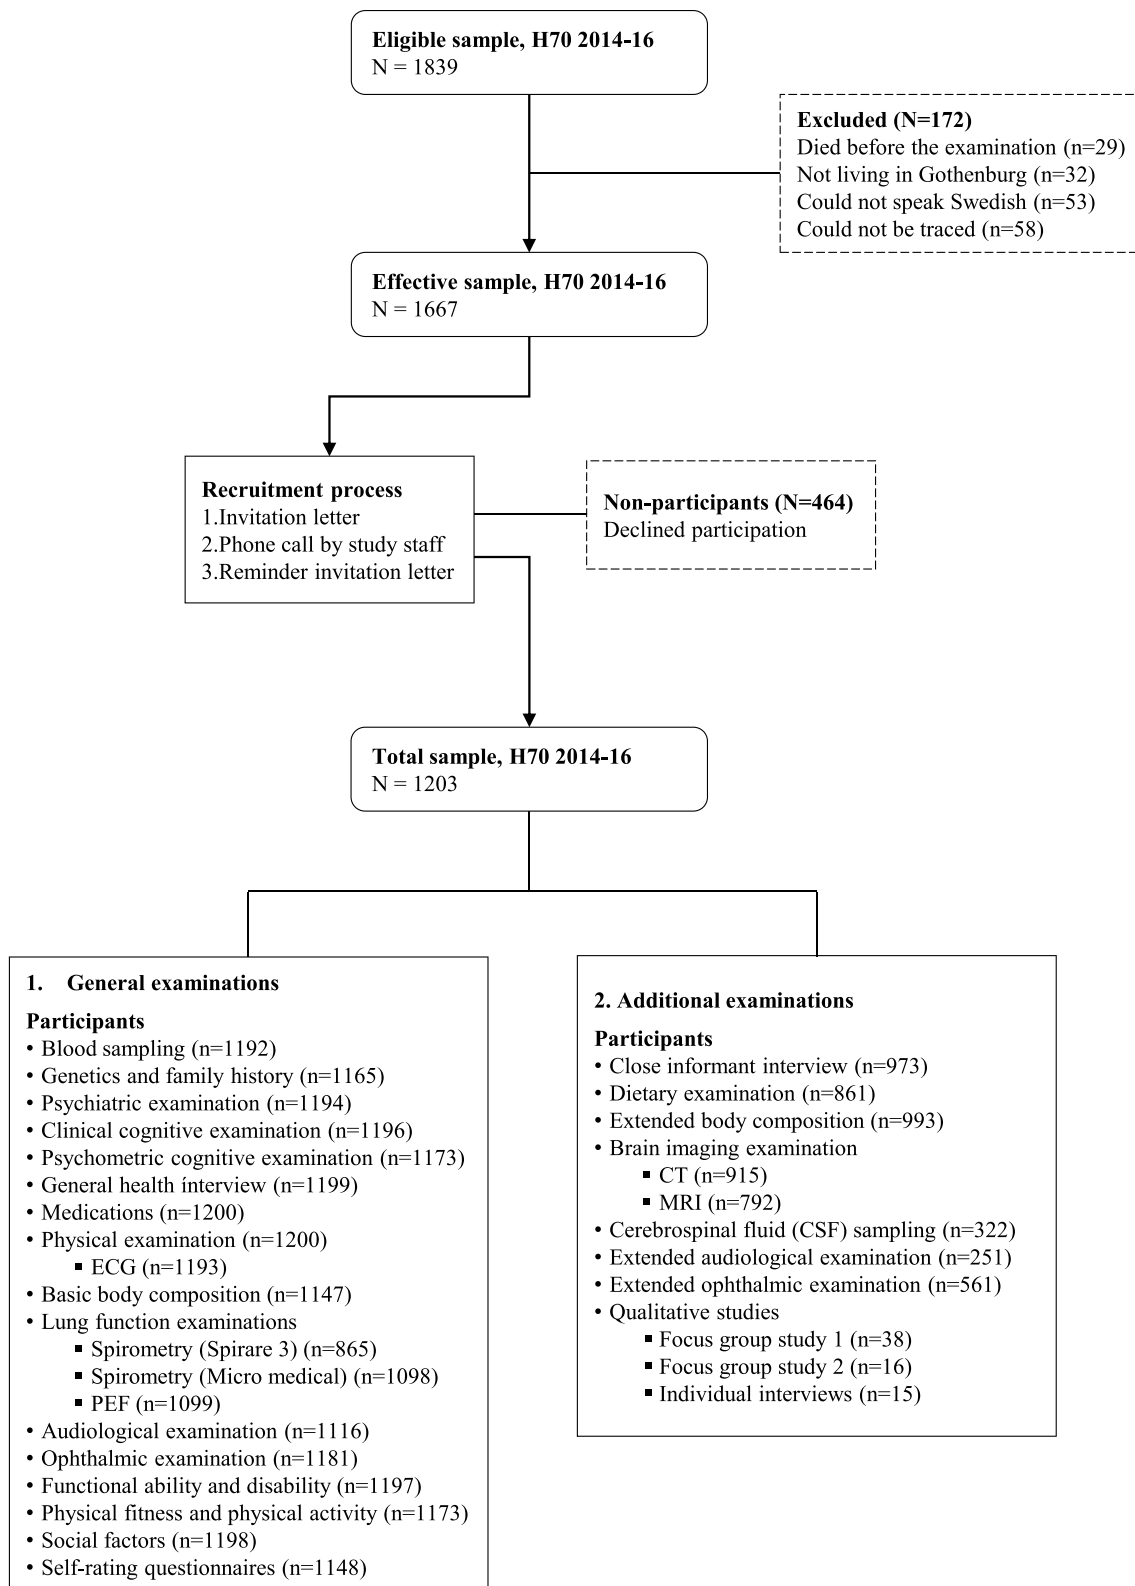 Eligible sample, H70 2014-16
N = 1839
Excluded (N=172)
Died before the examination (n=29)
Not living in Gothenburg (n=32)
Could not speak Swedish (n=53)
Could not be traced (n=58)
Effective sample, H70 2014-16
N = 1667
Recruitment process
1.Invitation letter
2.Phone call by study staff
3.Reminder invitation letter
Non-participants (N=464)
Declined participation
Total sample, H70 2014-16
N = 1203
1. General examinations
Participants
• Blood sampling (n=1192)
• Genetics and family history (n=1165)
• Psychiatric examination (n=1194)
• Clinical cognitive examination (n=1196)
• Psychometric cognitive examination (n=1173)
• General health ínterview (n=1199)
• Medications (n=1200)
• Physical examination (n=1200)
▪ ECG (n=1193)
• Basic body composition (n=1147)
• Lung function examinations
▪ Spirometry (Spirare 3) (n=865)
▪ Spirometry (Micro medical) (n=1098)
▪ PEF (n=1099)
• Audiological examination (n=1116)
• Ophthalmic examination (n=1181)
• Functional ability and disability (n=1197)
• Physical fitness and physical activity (n=1173)
• Social factors (n=1198)
• Self-rating questionnaires (n=1148)
2. Additional examinations
Participants
• Close informant interview (n=973)
• Dietary examination (n=861)
• Extended body composition (n=993)
• Brain imaging examination
▪ CT (n=915)
▪ MRI (n=792)
• Cerebrospinal fluid (CSF) sampling (n=322)
• Extended audiological examination (n=251)
• Extended ophthalmic examination (n=561)
• Qualitative studies
▪ Focus group study 1 (n=38)
▪ Focus group study 2 (n=16)
▪ Individual interviews (n=15)